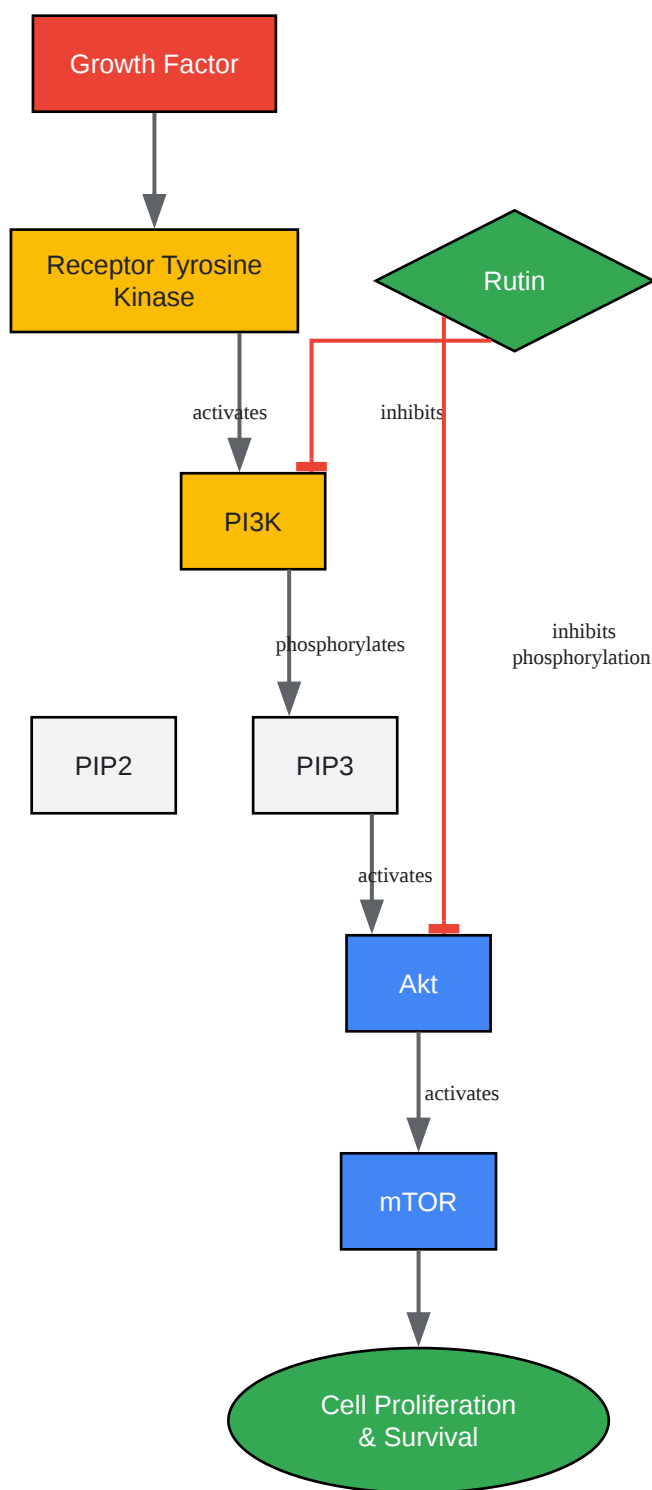 Growth Factor
Receptor Tyrosine
Kinase
Rutin
activates
inhibits
PI3K
inhibits
phosphorylation
phosphorylates
PIP2
PIP3
activates
Akt
activates
mTOR
Cell Proliferation
& Survival